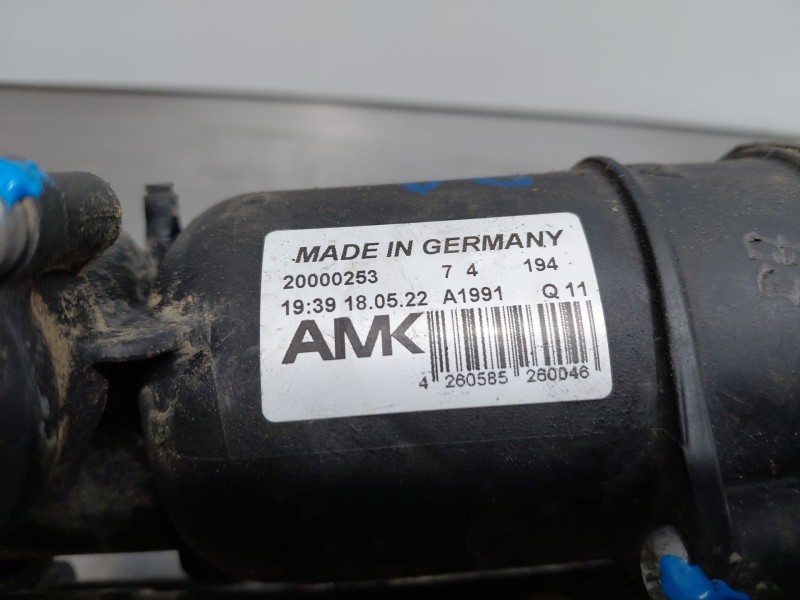 MADE IN GERMANY
20000253 7 4 194
19:39 18.05.22 A1991 Q 11
AMK
4 260585 260046